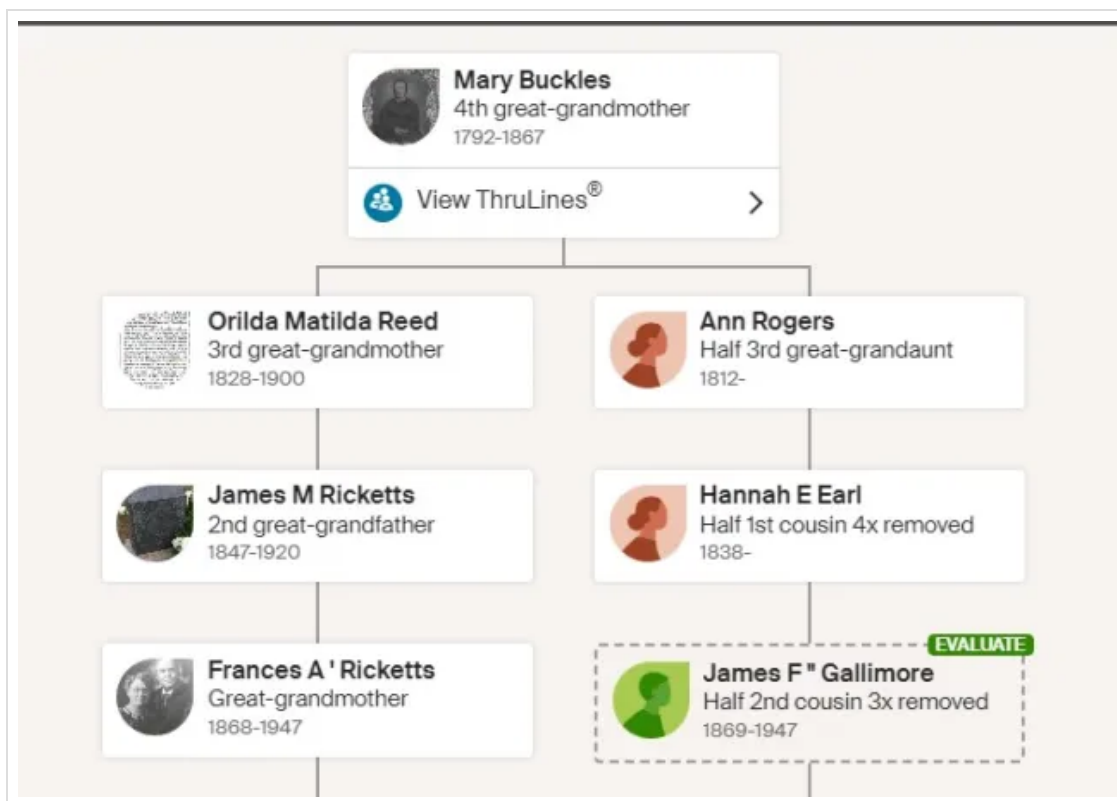 Mary Buckles
4th great-grandmother
1792-1867
View ThruLines®
Orilda Matilda Reed
3rd great-grandmother
1828-1900
Ann Rogers
Half 3rd great-grandaunt
1812-
James M Ricketts
2nd great-grandfather
1847-1920
Hannah E Earl
Half 1st cousin 4x removed
1838-
Frances A ' Ricketts
Great-grandmother
1868-1947
EVALUATE
James F " Gallimore
Half 2nd cousin 3x removed
1869-1947